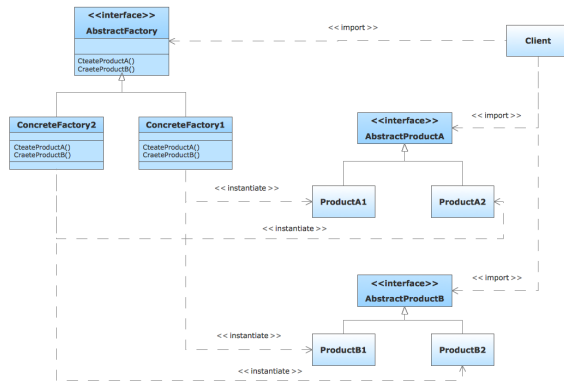 <<interface>>
AbstractFactory
CteateProductA()
CraeteProductB()
<< import >>
Client
ConcreteFactory2
CteateProductA()
CraeteProductB()
ConcreteFactory1
CteateProductA()
CraeteProductB()
<<interface>>
AbstractProductA
<< import >>
<< instantiate >>
ProductA1
ProductA2
<< instantiate >>
<<interface>>
AbstractProductB
<< import >>
<< instantiate >>
ProductB1
ProductB2
<< instantiate >>